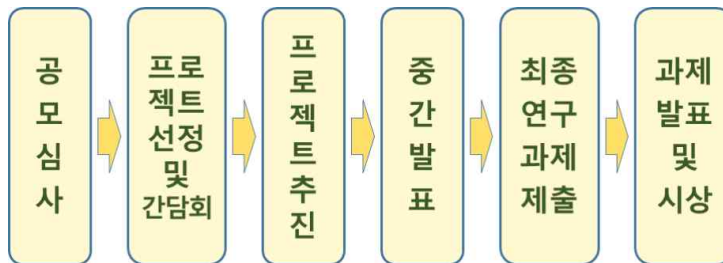 공
모
심
사
프로
젝트
선정
및
간담회
프
로
젝
트
추
진
중
간
발
표
최종
연구
과제
제출
과제
발표
및
시상